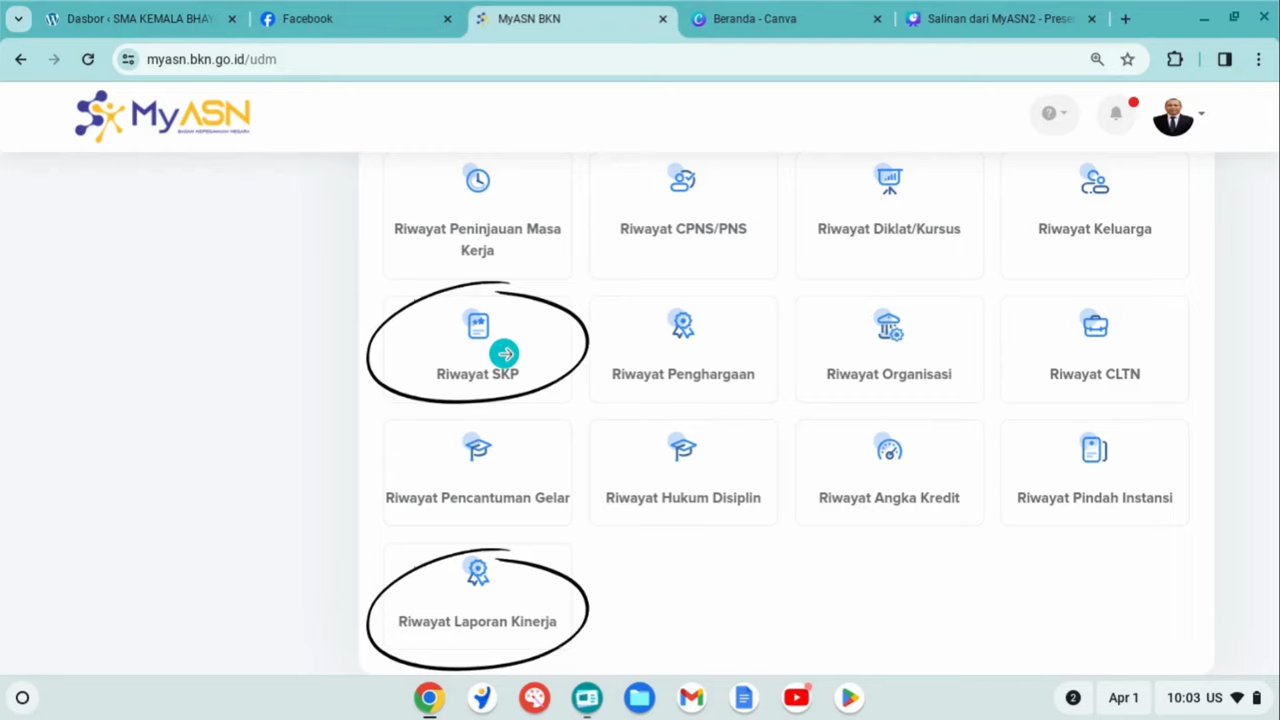 Dasbor ‹ SMA KEMALA BHAY
Facebook
MyASN BKN
Beranda - Canva
Salinan dari MyASN2 - Prese
myasn.bkn.go.id/udm
MyASN
BADAN KEPEGAWAIAN NEGARA
Riwayat Peninjauan Masa
Kerja
Riwayat CPNS/PNS
Riwayat Diklat/Kursus
Riwayat Keluarga
Riwayat SKP
Riwayat Penghargaan
Riwayat Organisasi
Riwayat CLTN
Riwayat Pencantuman Gelar
Riwayat Hukum Disiplin
Riwayat Angka Kredit
Riwayat Pindah Instansi
Riwayat Laporan Kinerja
2
Apr 1
10:03 US